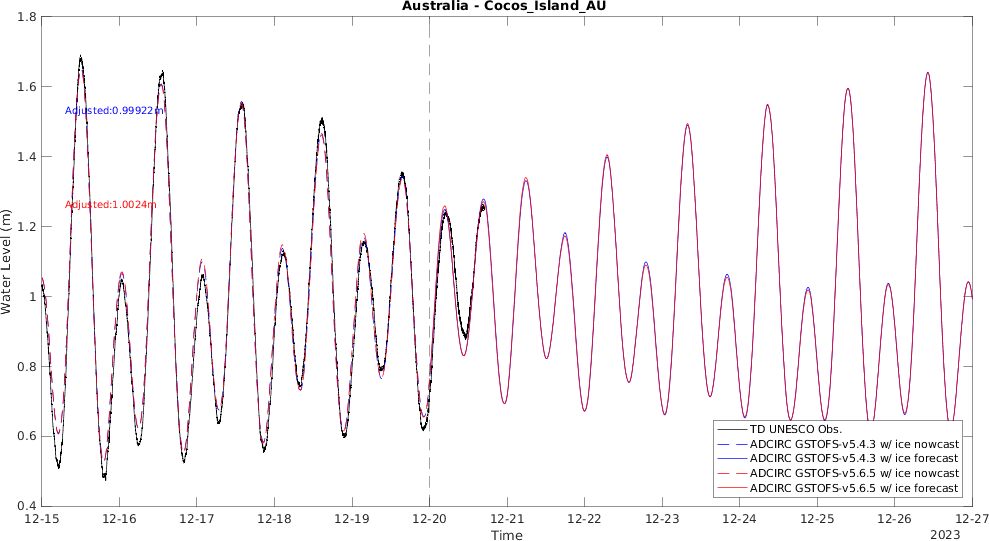 Australia - Cocos_Island_AU
1.8
1.6
1.4
1.2
1
0.8
0.6
0.4
Water Level (m)
Adjusted:0.99922m
Adjusted:1.0024m
TD UNESCO Obs.
ADCIRC GSTOFS-v5.4.3 w/ ice nowcast
ADCIRC GSTOFS-v5.4.3 w/ ice forecast
ADCIRC GSTOFS-v5.6.5 w/ ice nowcast
ADCIRC GSTOFS-v5.6.5 w/ ice forecast
12-15 12-16 12-17 12-18 12-19 12-20 12-21 12-22 12-23 12-24 12-25 12-26 12-27
Time
2023